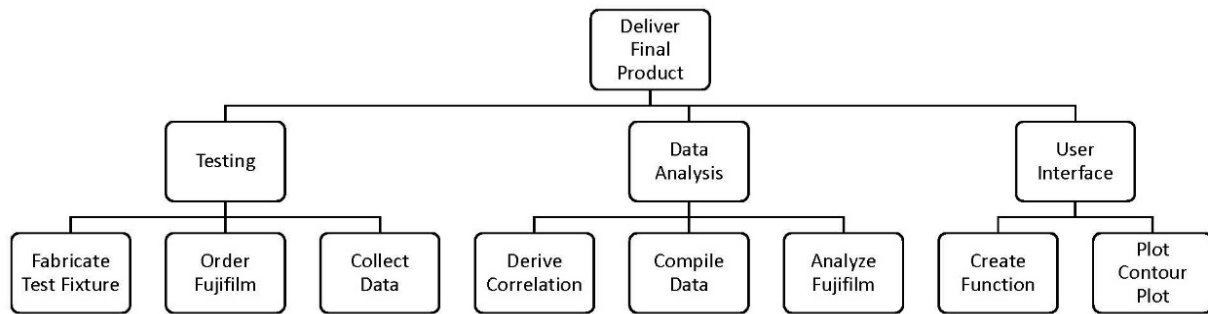 Deliver
Final
Product
Testing
Data
Analysis
User
Interface
Fabricate
Test Fixture
Order
Fujifilm
Collect
Data
Derive
Correlation
Compile
Data
Analyze
Fujifilm
Create
Function
Plot
Contour
Plot